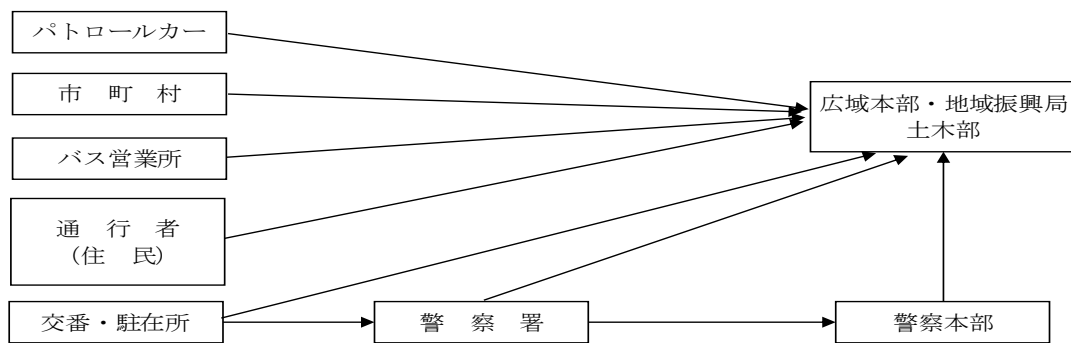 パトロールカー
市　町　村
広域本部・地域振興局
土木部
バス営業所
通　行　者
(住　民)
交番・駐在所
警　察　署
警察本部